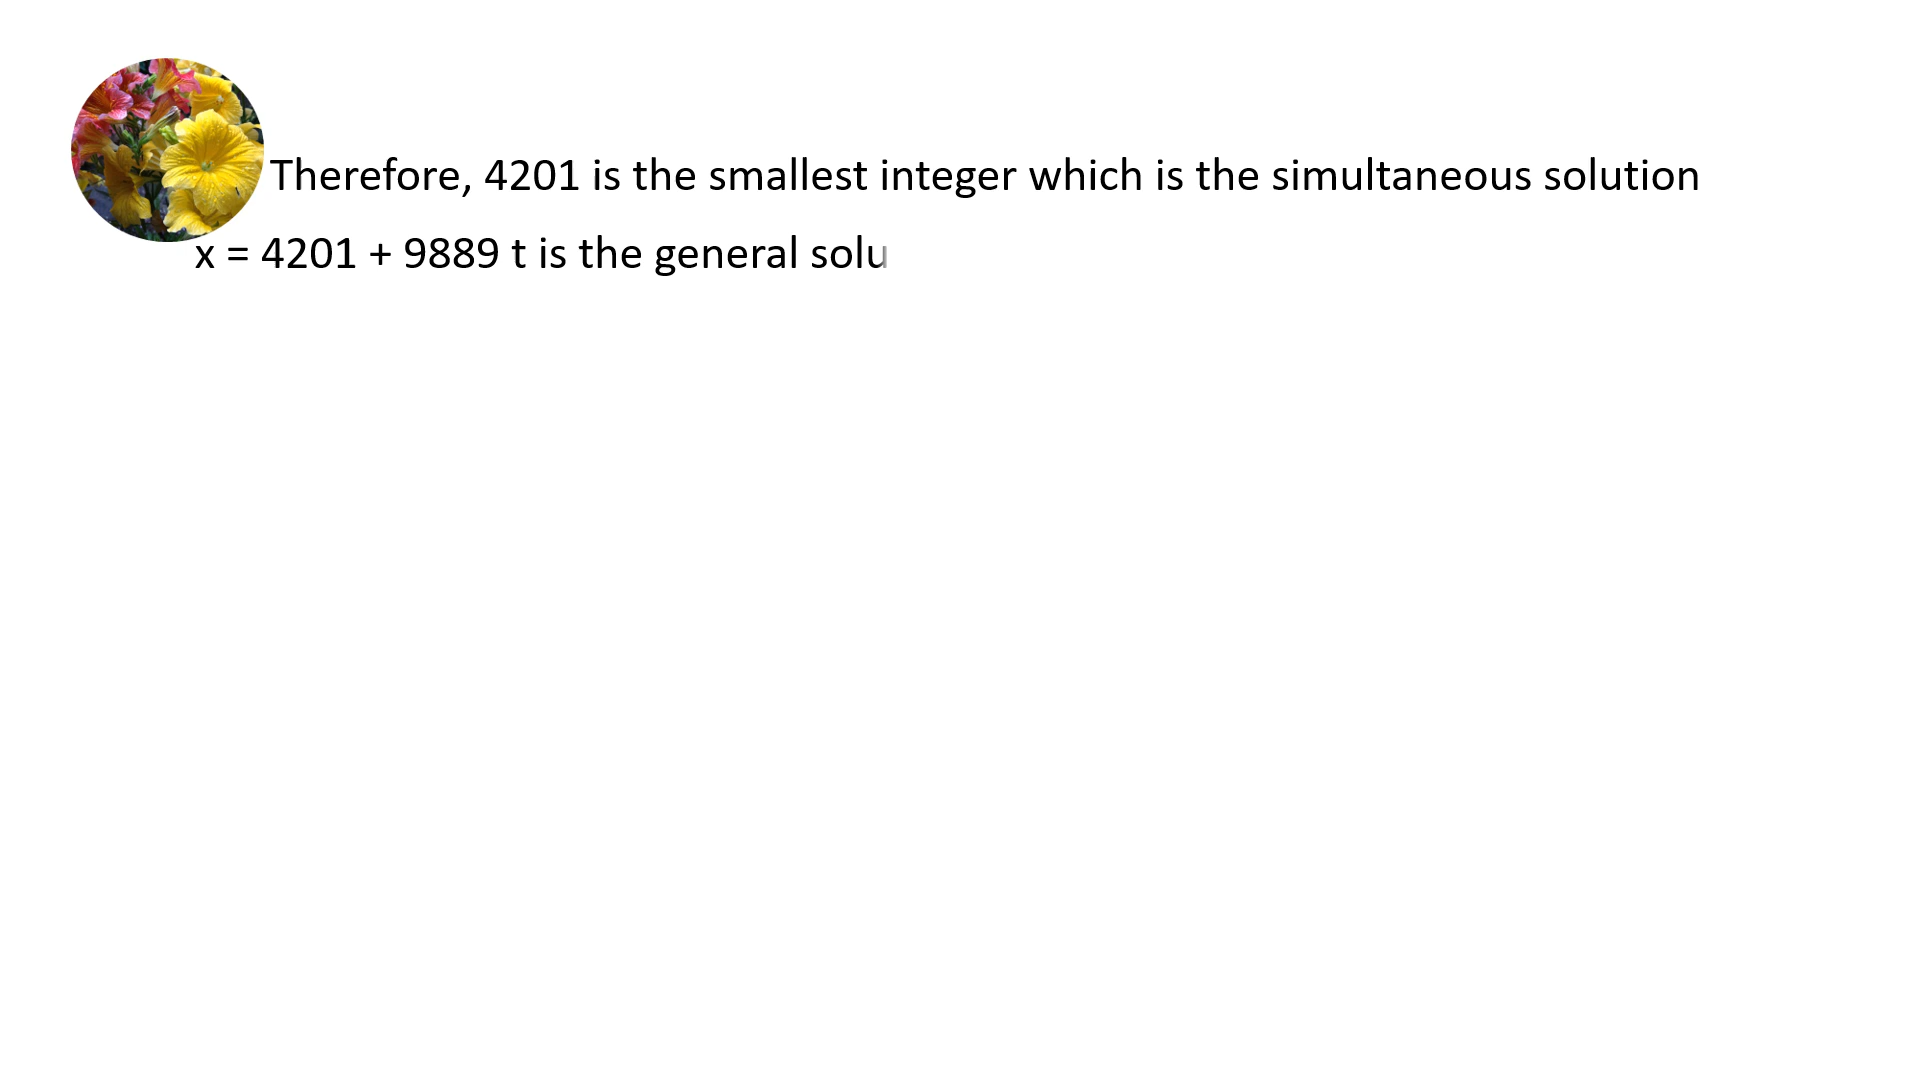 Therefore, 4201 is the smallest integer which is the simultaneous solution
x = 4201 + 9889 t is the general solu